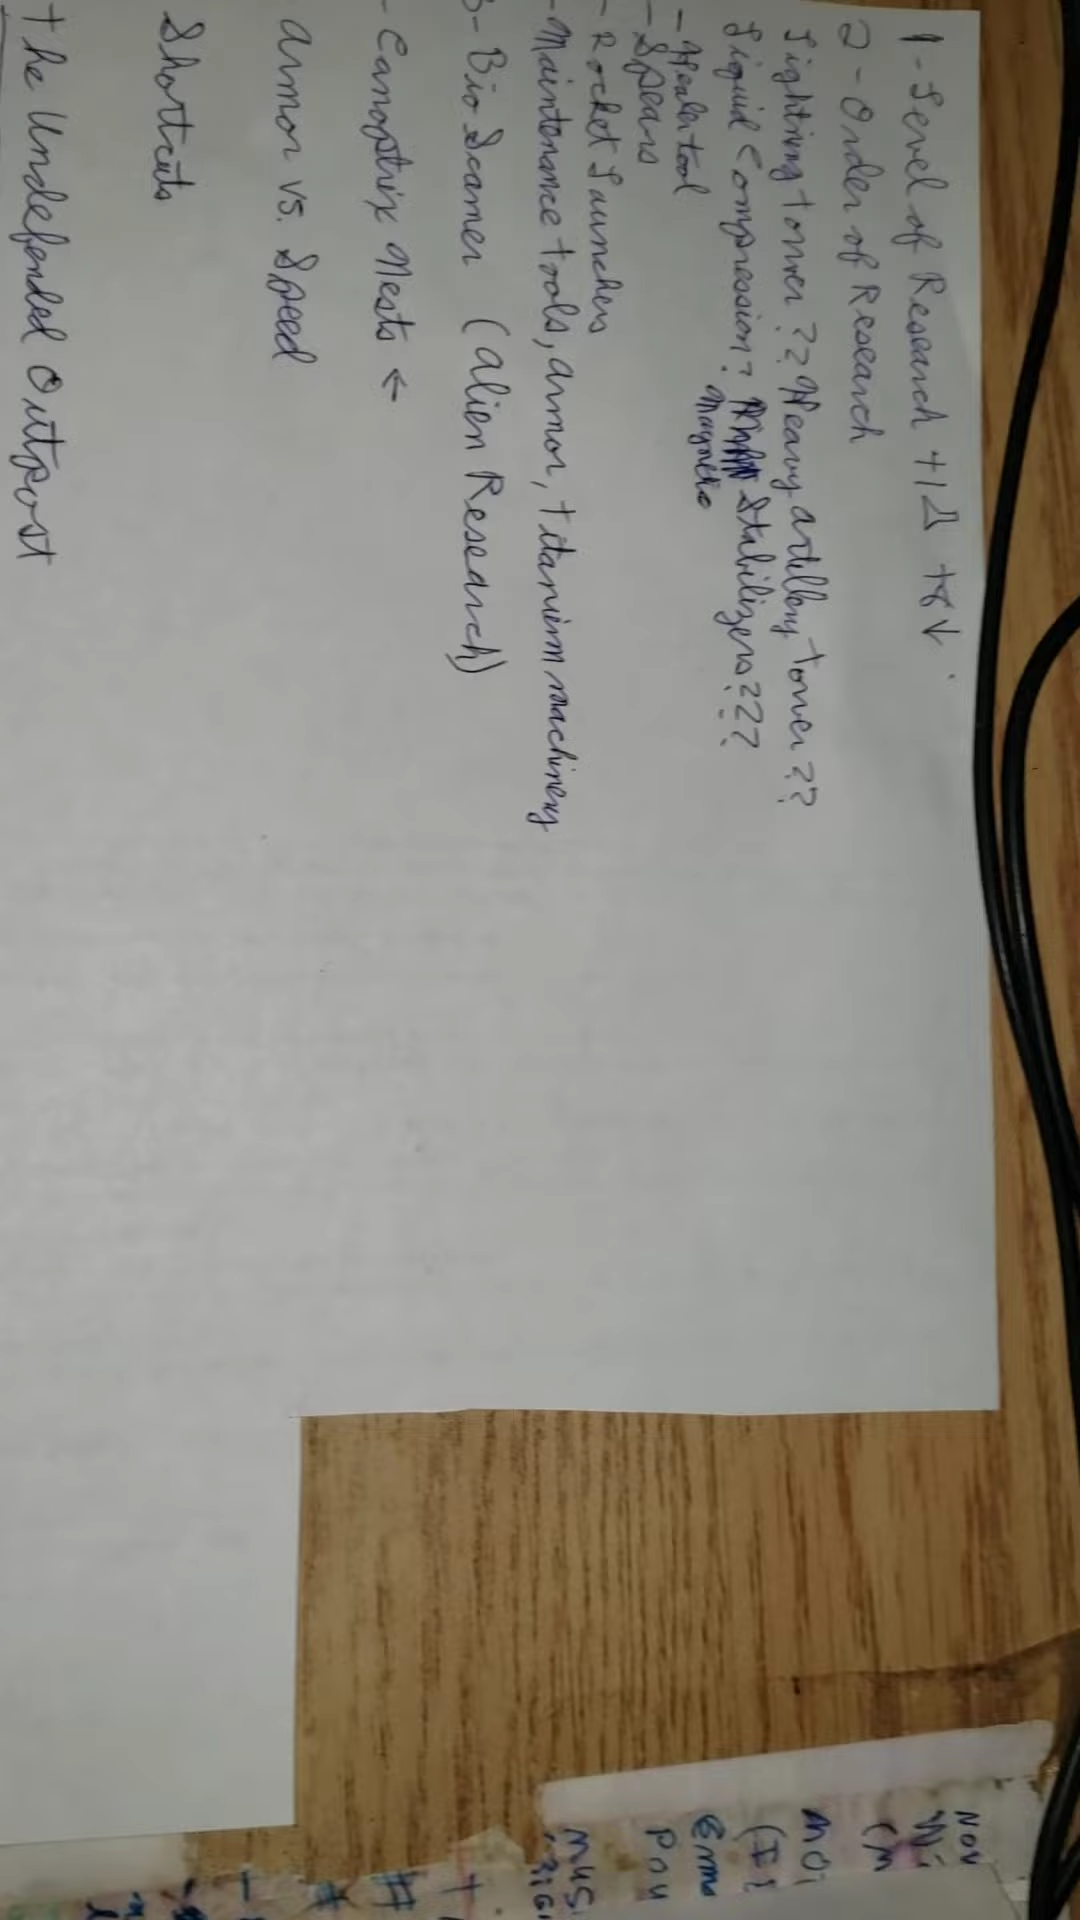 1- Level of Research +1
2 - Order of Research
Lightning tower?? Heavy artillery tower??
Liquid Compression? Stabilizers???
Magnetic
- Healer tool
- Spears
- Rocket Launchers
- Maintenance tools, armor, titanium machinery
3- Bio Scanner (alien Research)
- Canoptrix Nests ←
armor vs. Speed
Shortcuts
The Undefended Outpost
NOV